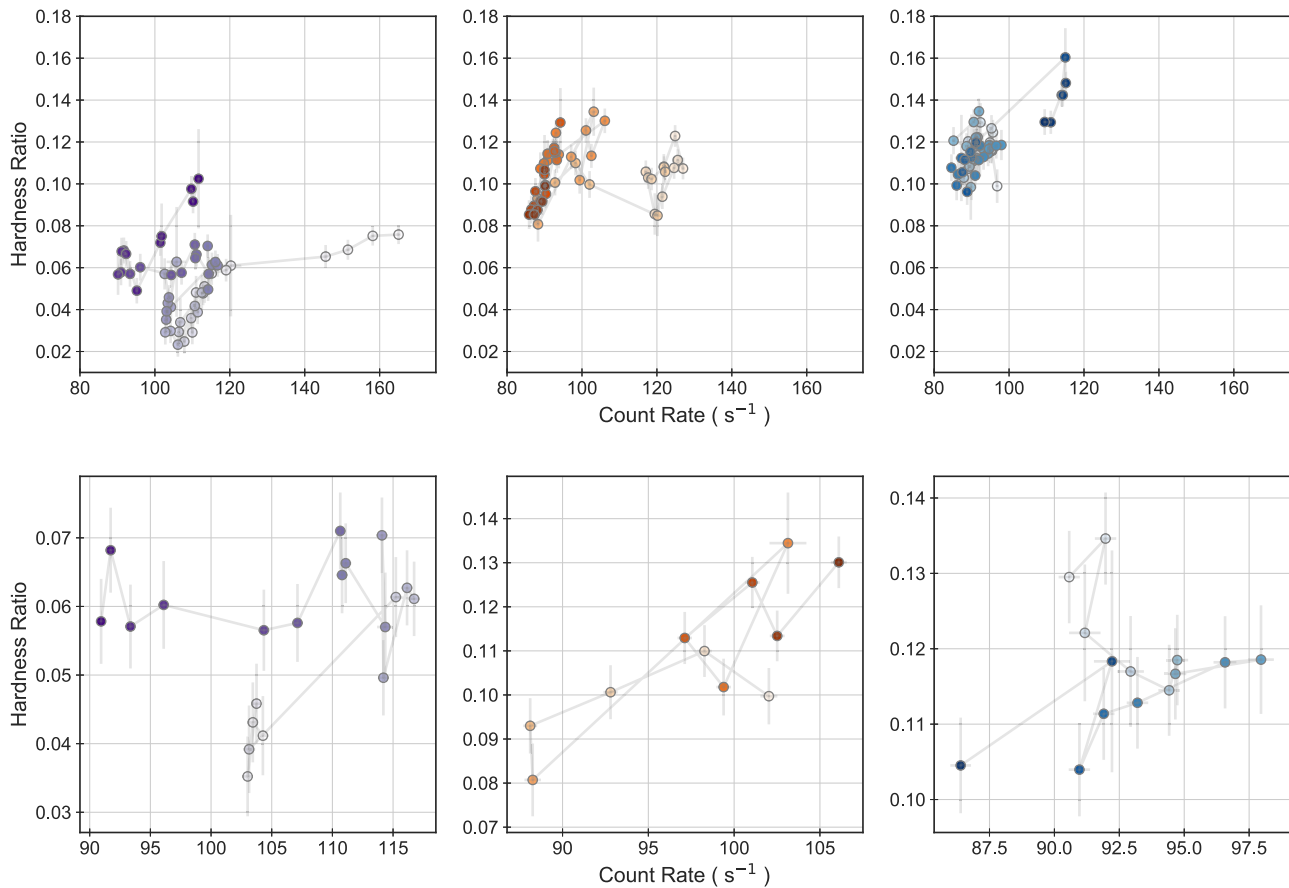 0.18 0.18 0.18
0.16 0.16 0.16
0.14 0.14 0.14
0.12 0.12 0.12
0.10 0.10 0.10
0.08 0.08 0.08
0.06 0.06 0.06
0.04 0.04 0.04
0.02 0.02 0.02
Hardness Ratio
80 100 120 140 160 80 100 120 140 160 80 100 120 140 160
Count Rate ( s⁻¹ )
0.07 0.14 0.14
0.06 0.13 0.13
0.05 0.12 0.12
0.04 0.11 0.11
0.03 0.10 0.10
0.09
0.08
0.07
Hardness Ratio
90 95 100 105 110 115 90 95 100 105 87.5 90.0 92.5 95.0 97.5
Count Rate ( s⁻¹ )